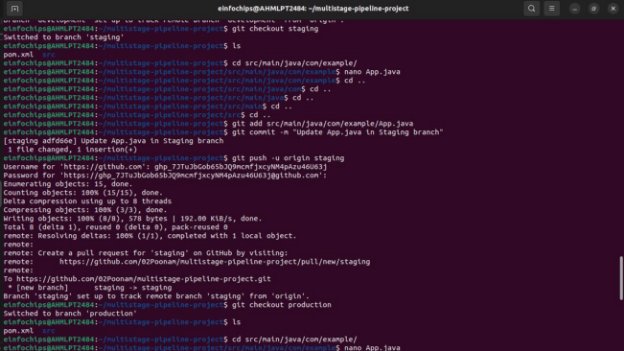 Branch 'development' set up to track remote branch 'development' from 'origin'.
einfochips@AHMLPT2484: ~/multistage-pipeline-project
einfochips@AHMLPT2484:~/multistage-pipeline-project$ git checkout staging
Switched to branch 'staging'
einfochips@AHMLPT2484:~/multistage-pipeline-project$ ls
pom.xml src
einfochips@AHMLPT2484:~/multistage-pipeline-project$ cd src/main/java/com/example/
einfochips@AHMLPT2484:~/multistage-pipeline-project/src/main/java/com/example$ nano App.java
einfochips@AHMLPT2484:~/multistage-pipeline-project/src/main/java/com/example$ cd ..
einfochips@AHMLPT2484:~/multistage-pipeline-project/src/main/java/com$ cd ..
einfochips@AHMLPT2484:~/multistage-pipeline-project/src/main/java$ cd ..
einfochips@AHMLPT2484:~/multistage-pipeline-project/src/main$ cd ..
einfochips@AHMLPT2484:~/multistage-pipeline-project/src$ cd ..
einfochips@AHMLPT2484:~/multistage-pipeline-project$ git add src/main/java/com/example/App.java
einfochips@AHMLPT2484:~/multistage-pipeline-project$ git commit -m "Update App.java in Staging branch"
[staging adfd66e] Update App.java in Staging branch
1 file changed, 1 insertion(+)
einfochips@AHMLPT2484:~/multistage-pipeline-project$ git push -u origin staging
Username for 'https://github.com':
Password for
Enumerating objects: 15, done.
Counting objects: 100% (15/15), done.
Delta compression using up to 8 threads
Compressing objects: 100% (3/3), done.
Writing objects: 100% (8/8), 578 bytes | 192.00 KiB/s, done.
Total 8 (delta 1), reused 0 (delta 0), pack-reused 0
remote: Resolving deltas: 100% (1/1), completed with 1 local object.
remote:
remote: Create a pull request for 'staging' on GitHub by visiting:
remote: https://github.com/02Poonam/multistage-pipeline-project/pull/new/staging
remote:
To https://github.com/02Poonam/multistage-pipeline-project.git
* [new branch] staging -> staging
Branch 'staging' set up to track remote branch 'staging' from 'origin'.
einfochips@AHMLPT2484:~/multistage-pipeline-project$ git checkout production
Switched to branch 'production'
einfochips@AHMLPT2484:~/multistage-pipeline-project$ ls
pom.xml src
einfochips@AHMLPT2484:~/multistage-pipeline-project$ cd src/main/java/com/example/
einfochips@AHMLPT2484:~/multistage-pipeline-project/src/main/java/com/example$ nano App.java